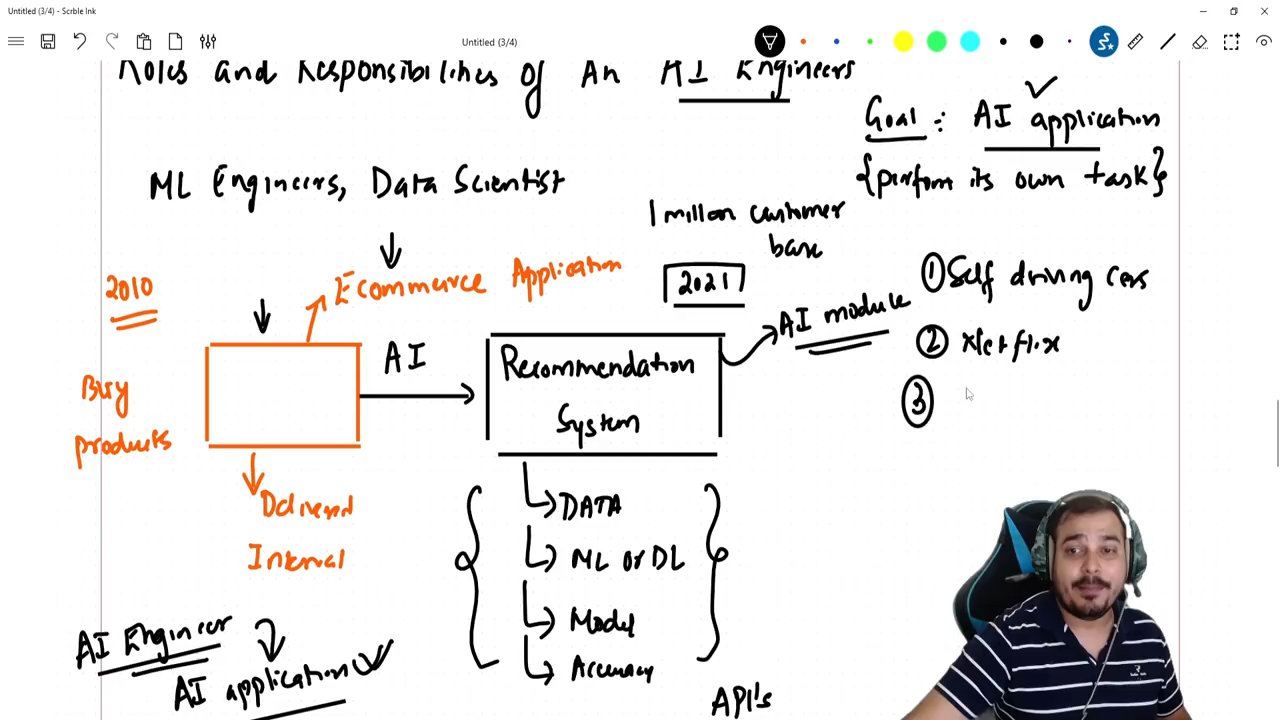 Untitled (3/4) - Scrble Ink
Untitled (3/4)
Roles and Responsibilities of An AI Engineers
Goal : AI application
{perform its own task}
ML Engineers, Data Scientist
1 million customer
base
2010
Ecommerce Application
2021
AI module
① Self driving cars
② Netflix
③
Buy
products
AI
Recommendation
System
Delivered
DATA
ML or DL
Model
Accuracy
AI Engineer
AI application
API's